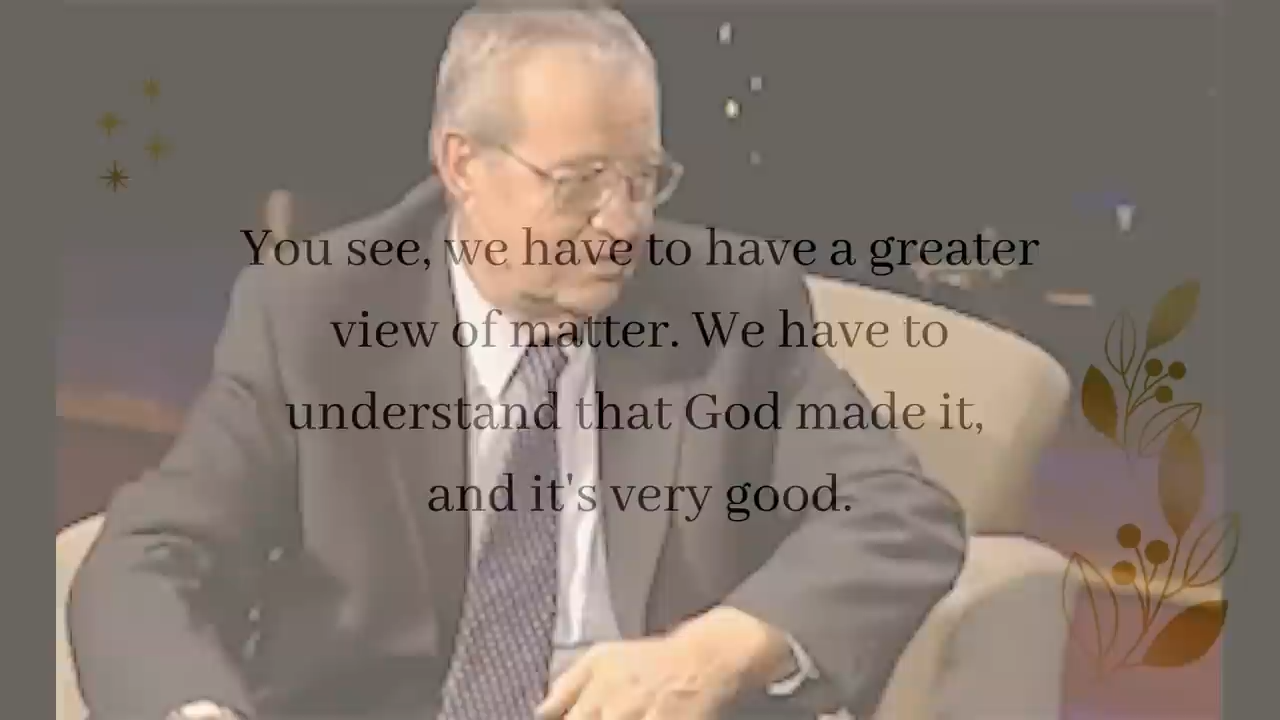 You see, we have to have a greater
view of matter. We have to
understand that God made it,
and it's very good.